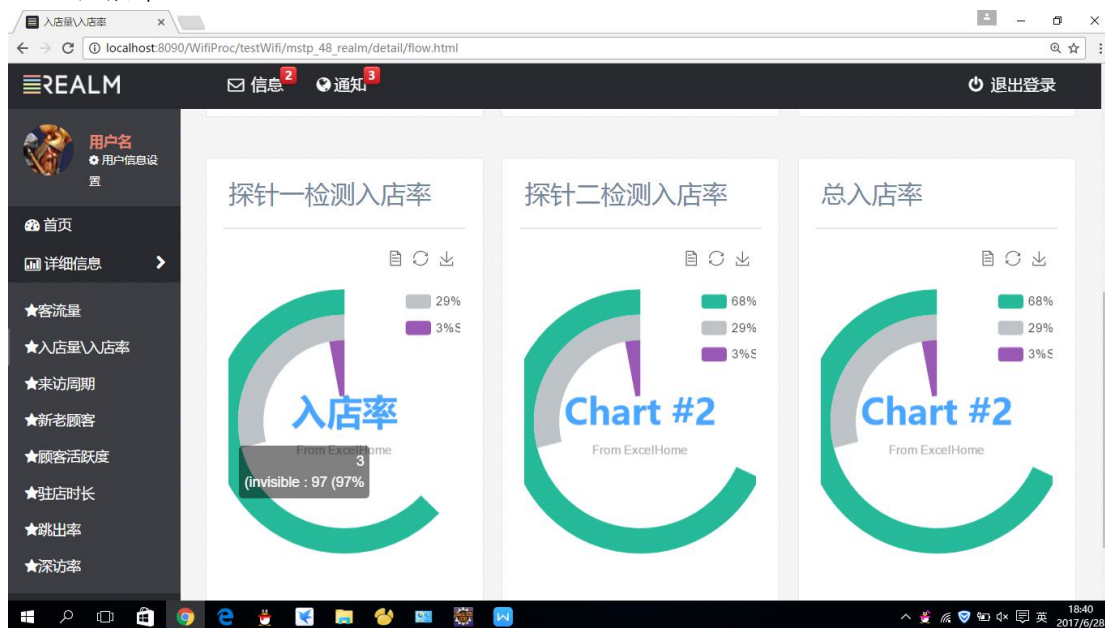 入店量\入店率
localhost:8090/WifiProc/testWifi/mstp_48_realm/detail/flow.html
REALM
信息 2
通知 3
退出登录
用户名
用户信息设
置
首页
详细信息
★客流量
★入店量\入店率
★来访周期
★新老顾客
★顾客活跃度
★驻店时长
★跳出率
★深访率
探针一检测入店率
29%
3%S
入店率
From ExcelHome
3
(invisible : 97 (97%
探针二检测入店率
68%
29%
3%S
Chart #2
From ExcelHome
总入店率
68%
29%
3%S
Chart #2
From ExcelHome
英
18:40
2017/6/28